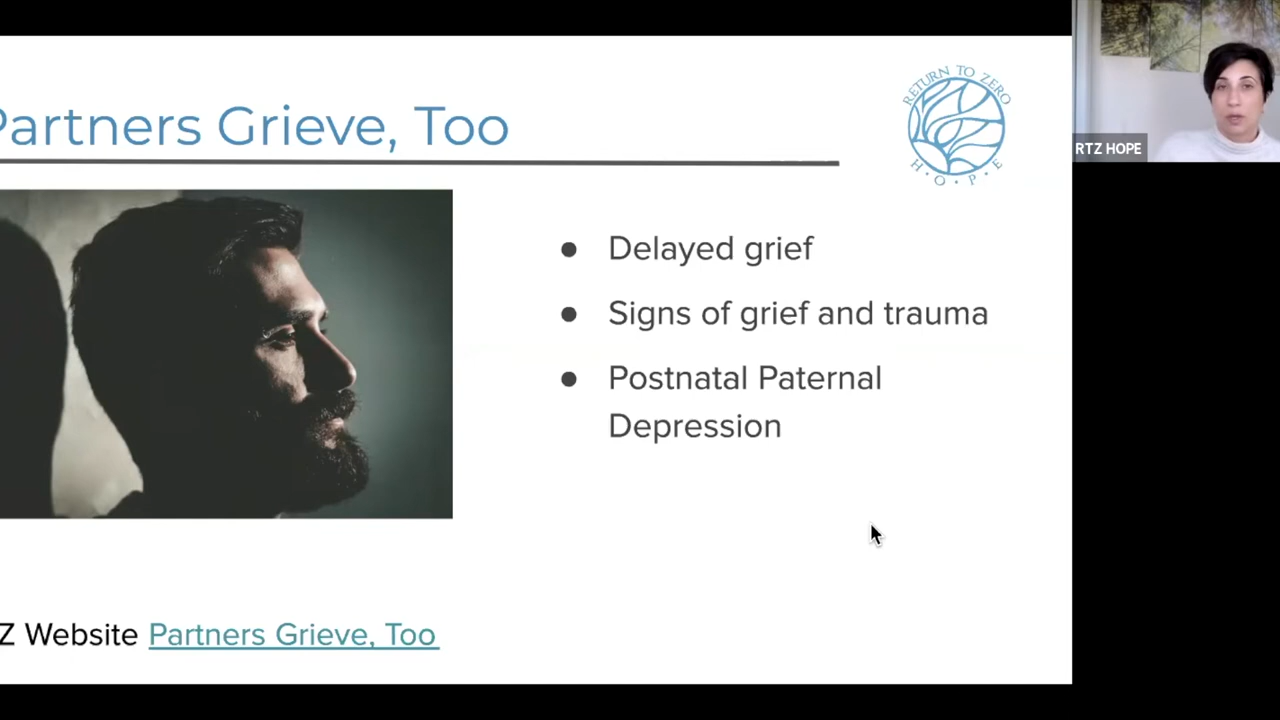 Partners Grieve, Too
RETURN TO ZERO
H·O·P·E
RTZ HOPE
● Delayed grief
● Signs of grief and trauma
● Postnatal Paternal
Depression
Z Website Partners Grieve, Too